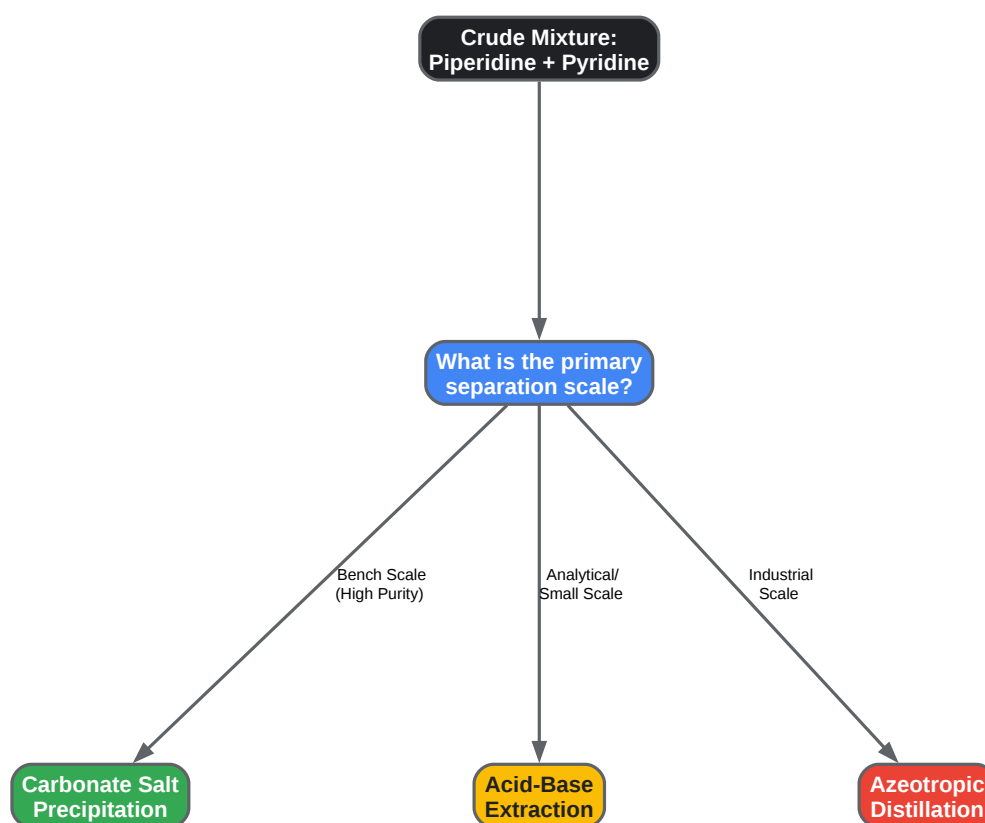 Crude Mixture:
Piperidine + Pyridine
What is the primary
separation scale?
Bench Scale
(High Purity)
Analytical/
Small Scale
Industrial
Scale
Carbonate Salt
Precipitation
Acid-Base
Extraction
Azeotropic
Distillation